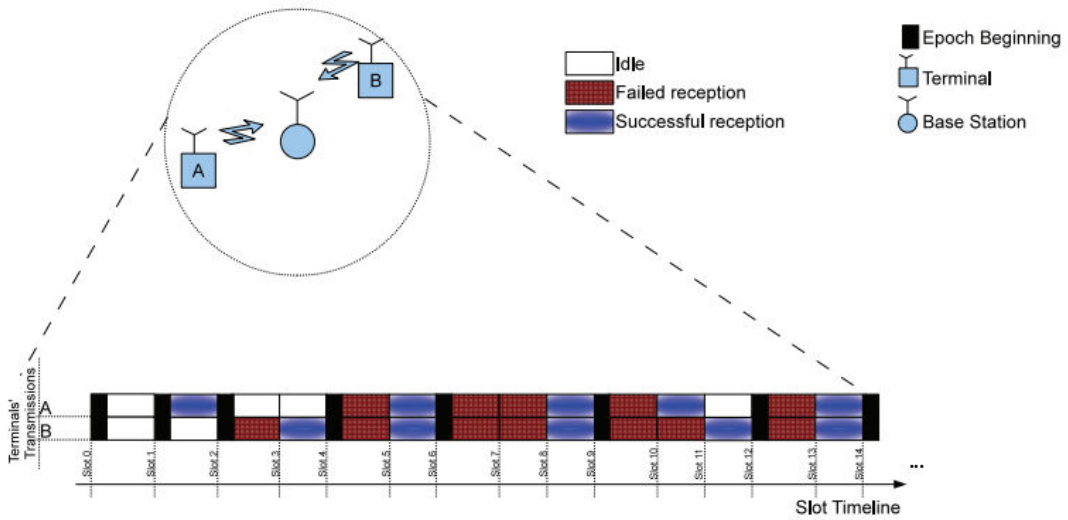 B
A
Idle
Failed reception
Successful reception
Epoch Beginning
Terminal
Base Station
Terminals'
Transmissions
A
B
Slot 0
Slot 1
Slot 2
Slot 3
Slot 4
Slot 5
Slot 6
Slot 7
Slot 8
Slot 9
Slot 10
Slot 11
Slot 12
Slot 13
Slot 14
...
Slot Timeline